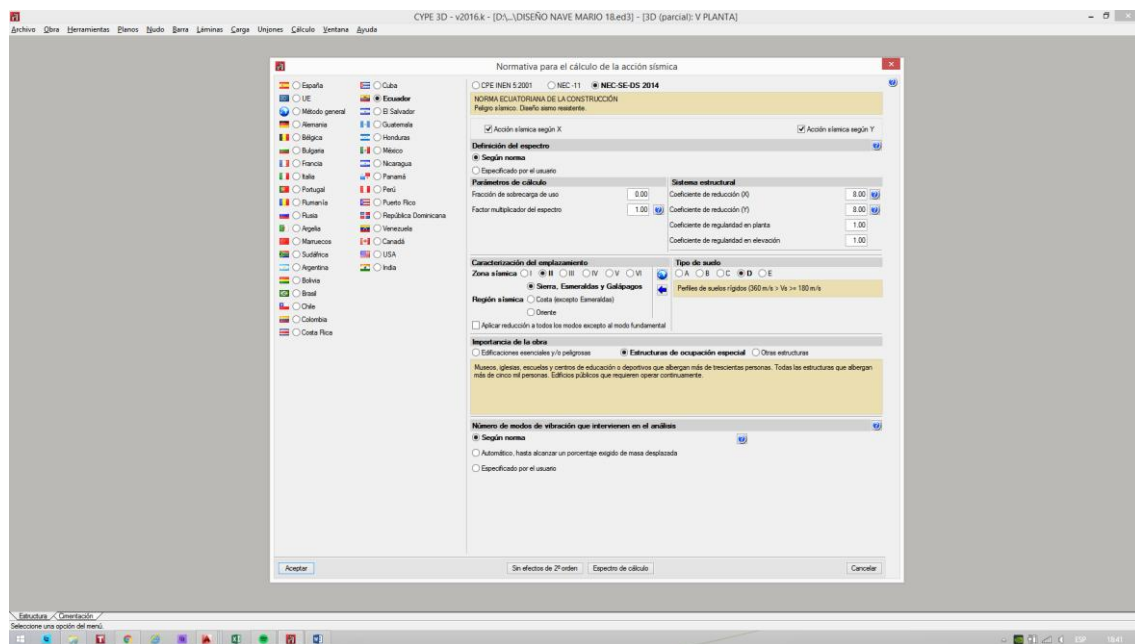 CYPE 3D - v2016.k - [D:\...\DISEÑO NAVE MARIO 18.ed3] - [3D (parcial): V PLANTA]
Archivo Obra Herramientas Planos Nudo Barra Láminas Carga Uniones Cálculo Ventana Ayuda
Normativa para el cálculo de la acción sísmica
España
UE
Método general
Alemania
Bélgica
Bulgaria
Francia
Italia
Portugal
Rumanía
Rusia
Argelia
Marruecos
Sudáfrica
Argentina
Bolivia
Brasil
Chile
Colombia
Costa Rica
Cuba
Ecuador
El Salvador
Guatemala
Honduras
México
Nicaragua
Panamá
Perú
Puerto Rico
República Dominicana
Venezuela
Canadá
USA
India
CPE INEN 5:2001 NEC-11 NEC-SE-DS 2014
NORMA ECUATORIANA DE LA CONSTRUCCIÓN
Peligro sísmico. Diseño sismo resistente.
Acción sísmica según X Acción sísmica según Y
Definición del espectro
Según norma
Especificado por el usuario
Parámetros de cálculo
Fracción de sobrecarga de uso 0.00
Factor multiplicador del espectro 1.00
Sistema estructural
Coeficiente de reducción (X) 8.00
Coeficiente de reducción (Y) 8.00
Coeficiente de regularidad en planta 1.00
Coeficiente de regularidad en elevación 1.00
Caracterización del emplazamiento
Zona sísmica I II III IV V VI
Sierra, Esmeraldas y Galápagos
Región sísmica Costa (excepto Esmeraldas)
Oriente
Aplicar reducción a todos los modos excepto al modo fundamental
Tipo de suelo
A B C D E
Perfiles de suelos rígidos (360 m/s > Vs >= 180 m/s
Importancia de la obra
Edificaciones esenciales y/o peligrosas Estructuras de ocupación especial Otras estructuras
Museos, iglesias, escuelas y centros de educación o deportivos que albergan más de trescientas personas. Todas las estructuras que albergan
más de cinco mil personas. Edificios públicos que requieren operar continuamente.
Número de modos de vibración que intervienen en el análisis
Según norma
Automático, hasta alcanzar un porcentaje exigido de masa desplazada
Especificado por el usuario
Aceptar Sin efectos de 2º orden Espectro de cálculo Cancelar
Estructura Cimentación
Seleccione una opción del menú.
ESP 18:41